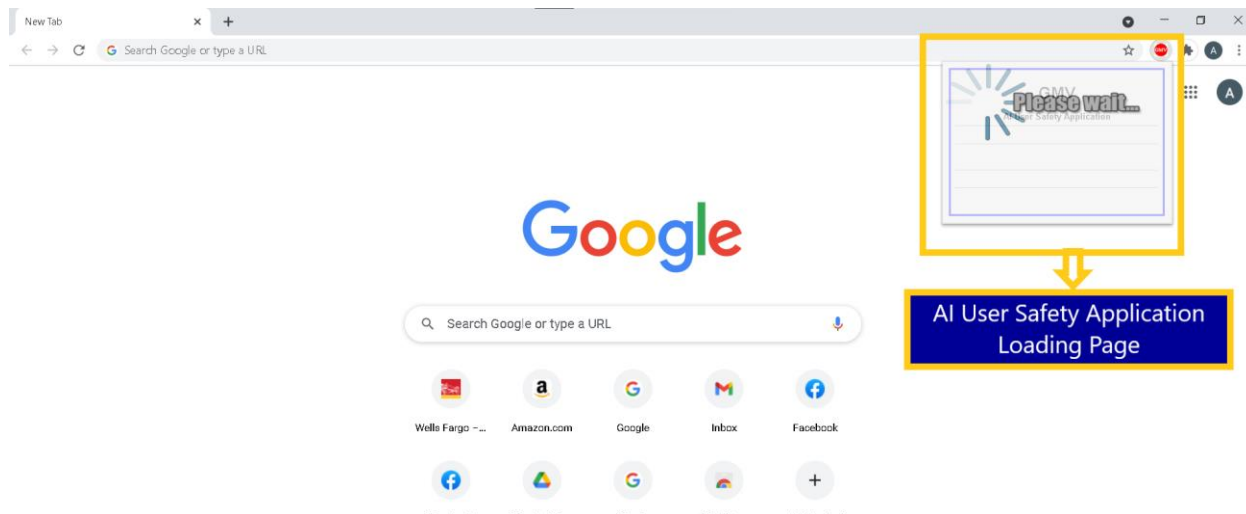 New Tab
Search Google or type a URL
A
GMV
Please wait...
AI User Safety Application
A
Google
Search Google or type a URL
AI User Safety Application
Loading Page
a
G
M
Wells Fargo -...
Amazon.com
Google
Inbox
Facebook
G